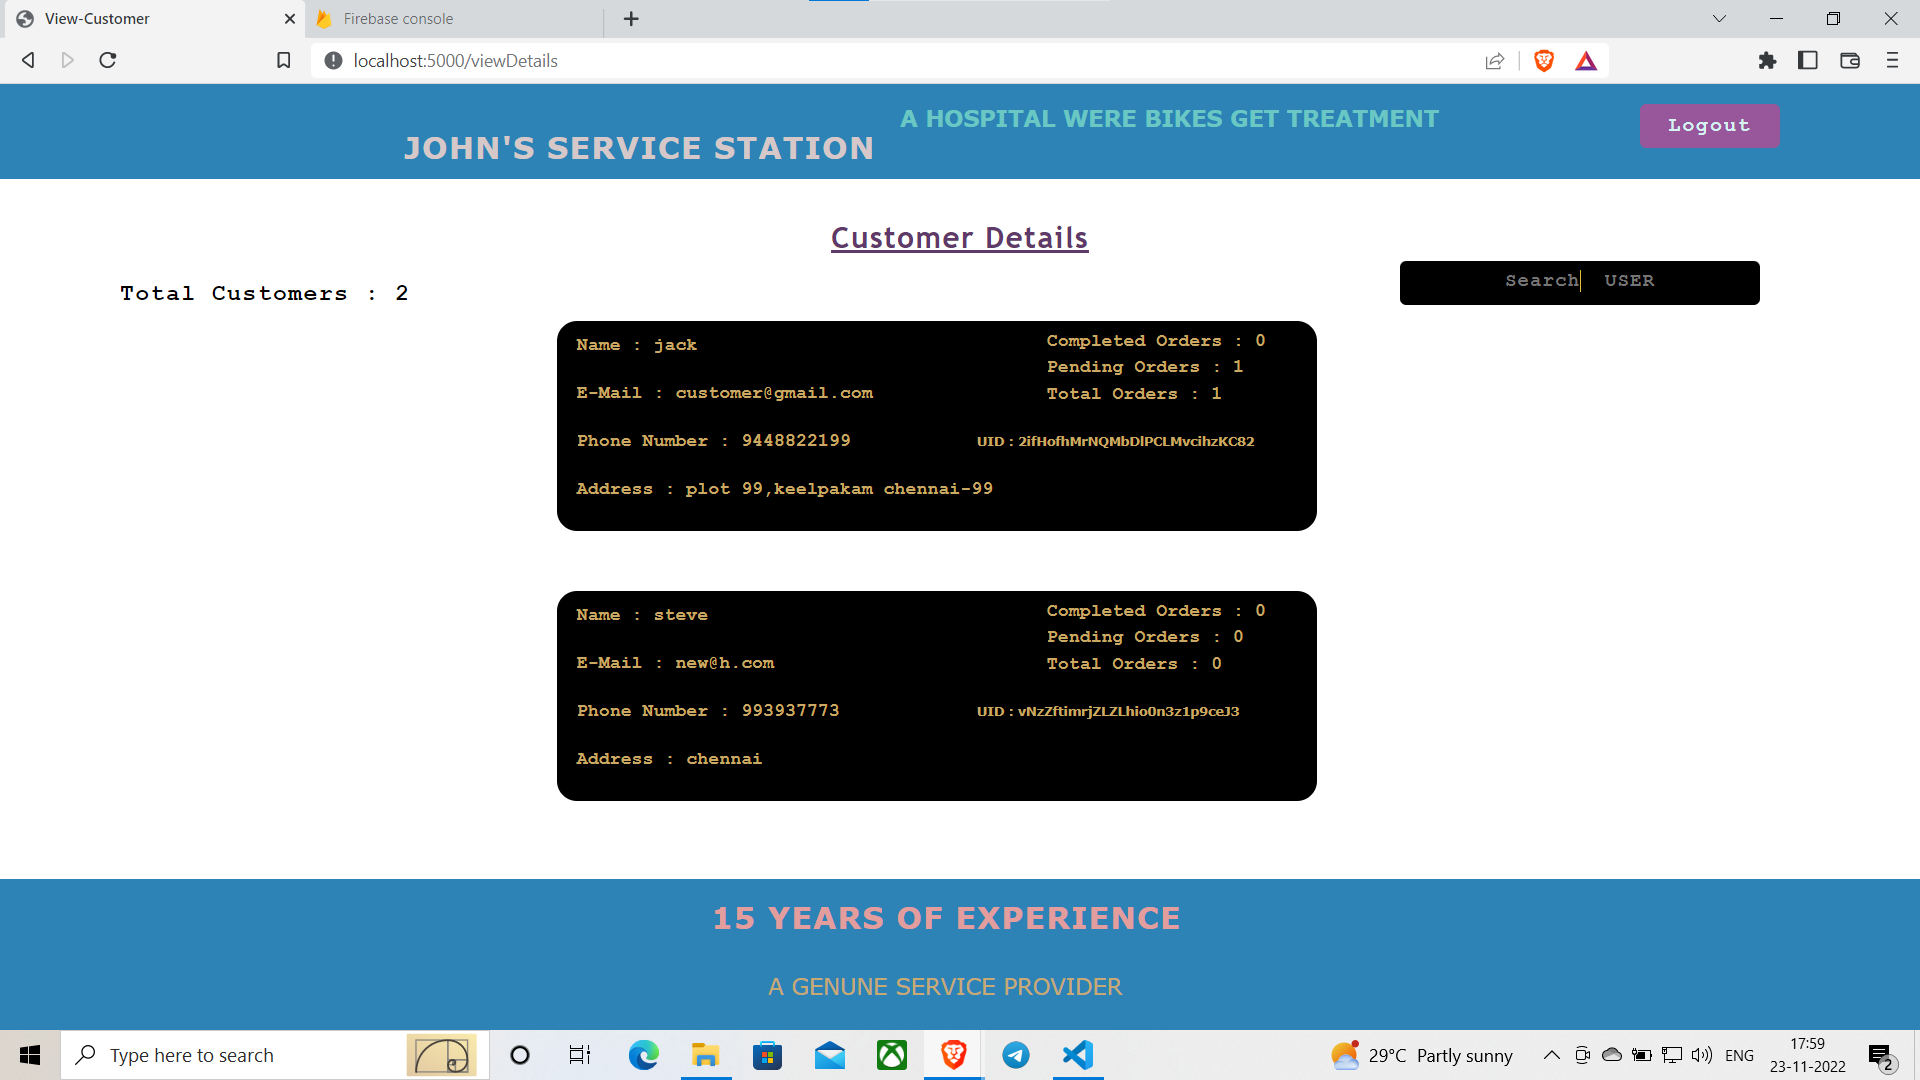 View-Customer
Firebase console
localhost:5000/viewDetails
A HOSPITAL WERE BIKES GET TREATMENT
JOHN'S SERVICE STATION
Logout
Customer Details
Total Customers : 2
Search USER
Name : jack
Completed Orders : 0
Pending Orders : 1
E-Mail : customer@gmail.com
Total Orders : 1
Phone Number : 9448822199
UID : 2ifHofhMrNQMbDlPCLMvcihzKC82
Address : plot 99,keelpakam chennai-99
Name : steve
Completed Orders : 0
Pending Orders : 0
E-Mail : new@h.com
Total Orders : 0
Phone Number : 993937773
UID : vNzZftimrjZLZLhio0n3z1p9ceJ3
Address : chennai
15 YEARS OF EXPERIENCE
A GENUNE SERVICE PROVIDER
Type here to search
29°C Partly sunny
ENG
17:59
23-11-2022
2